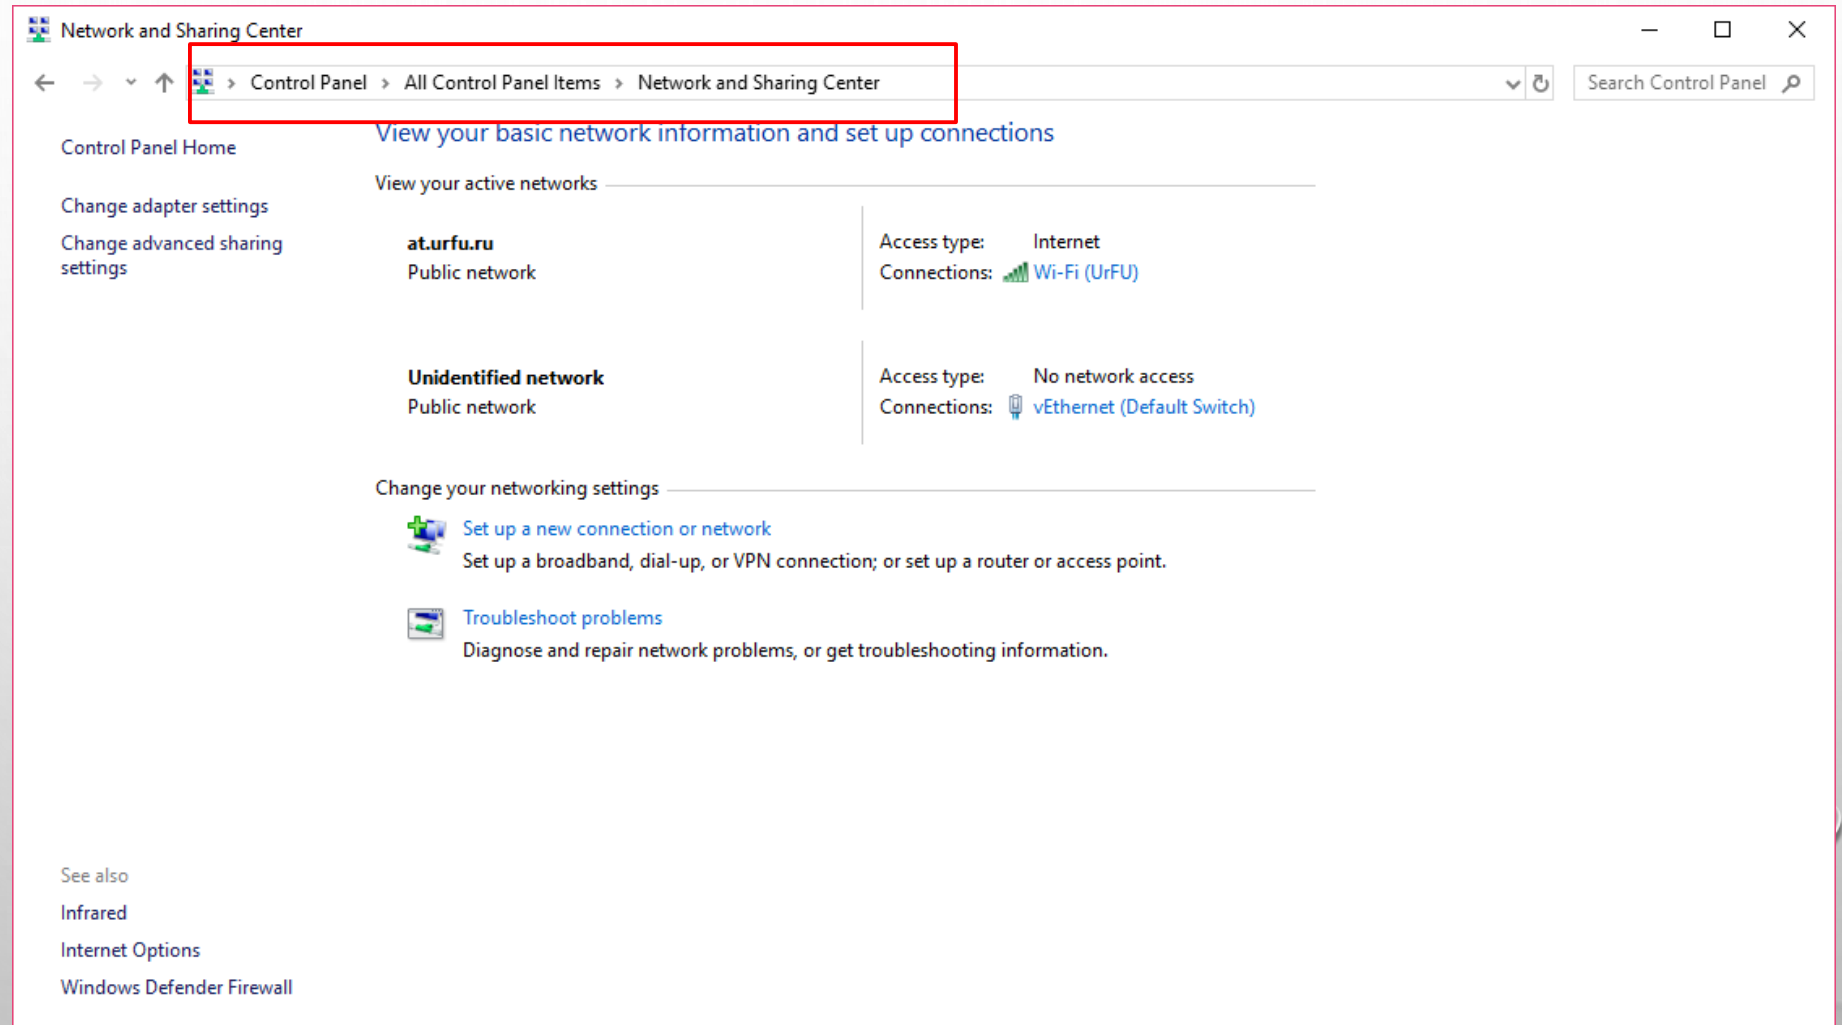 Network and Sharing Center
Control Panel > All Control Panel Items > Network and Sharing Center
Search Control Panel
Control Panel Home
Change adapter settings
Change advanced sharing
settings
View your basic network information and set up connections
View your active networks
at.urfu.ru
Public network
Access type: Internet
Connections: Wi-Fi (UrFU)
Unidentified network
Public network
Access type: No network access
Connections: vEthernet (Default Switch)
Change your networking settings
Set up a new connection or network
Set up a broadband, dial-up, or VPN connection; or set up a router or access point.
Troubleshoot problems
Diagnose and repair network problems, or get troubleshooting information.
See also
Infrared
Internet Options
Windows Defender Firewall